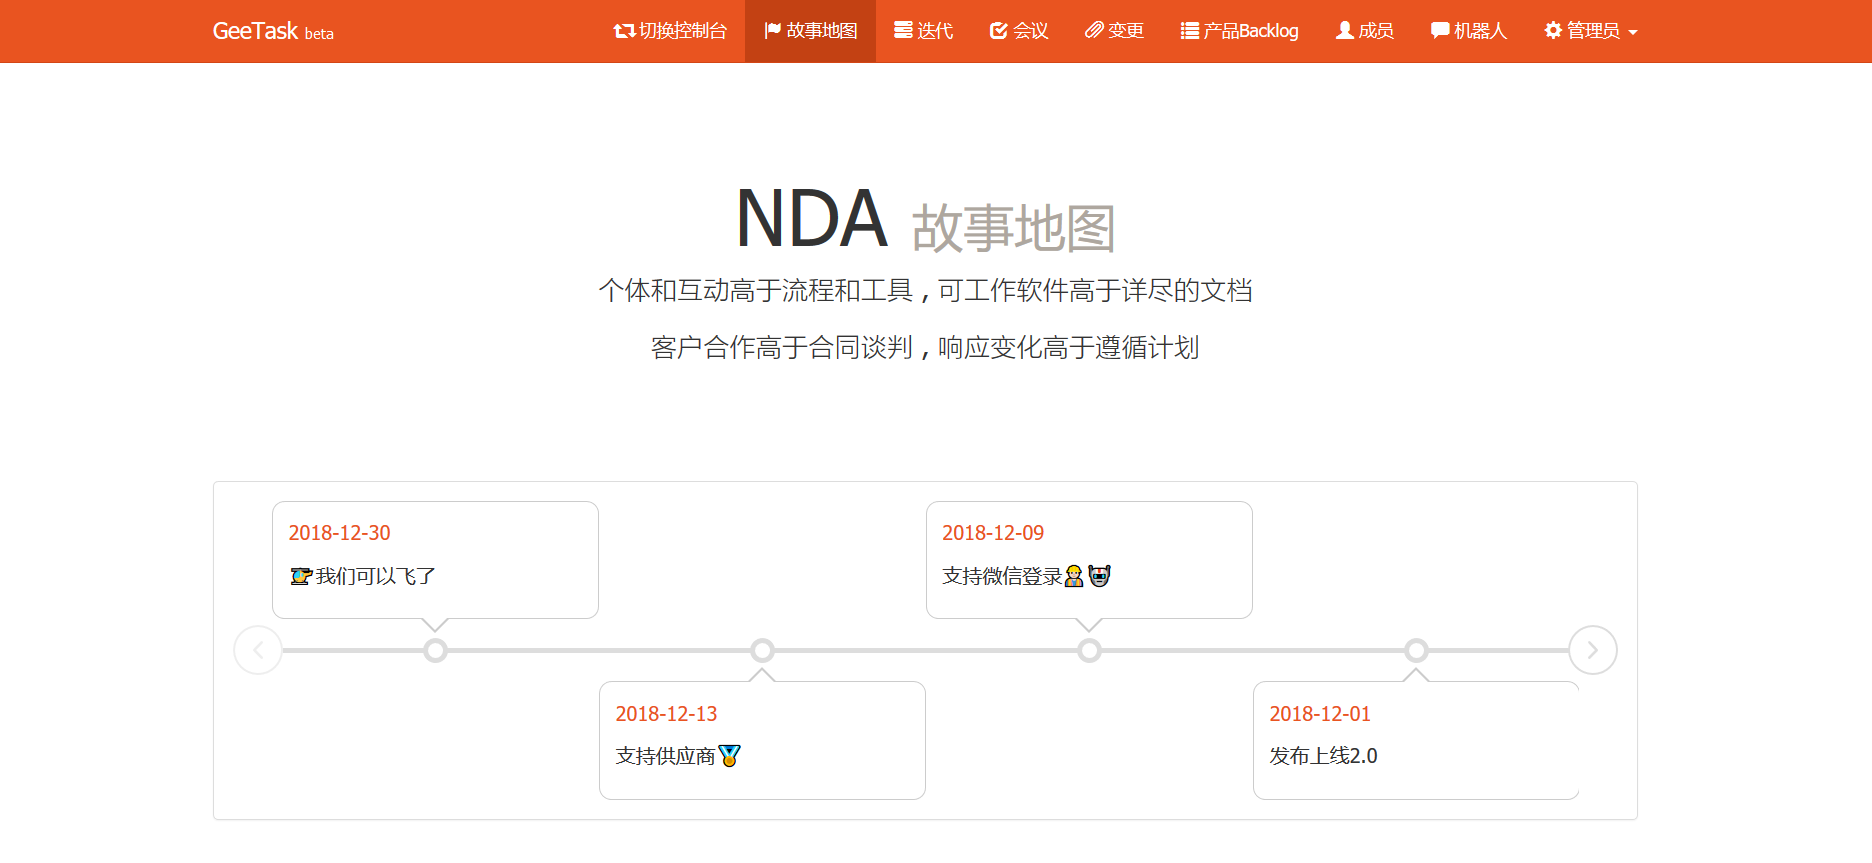 GeeTask beta
切换控制台
故事地图
迭代
会议
变更
产品Backlog
成员
机器人
管理员
NDA 故事地图
个体和互动高于流程和工具，可工作软件高于详尽的文档
客户合作高于合同谈判，响应变化高于遵循计划
2018-12-30
我们可以飞了
2018-12-13
支持供应商🏅
2018-12-09
支持微信登录👷🤖
2018-12-01
发布上线2.0